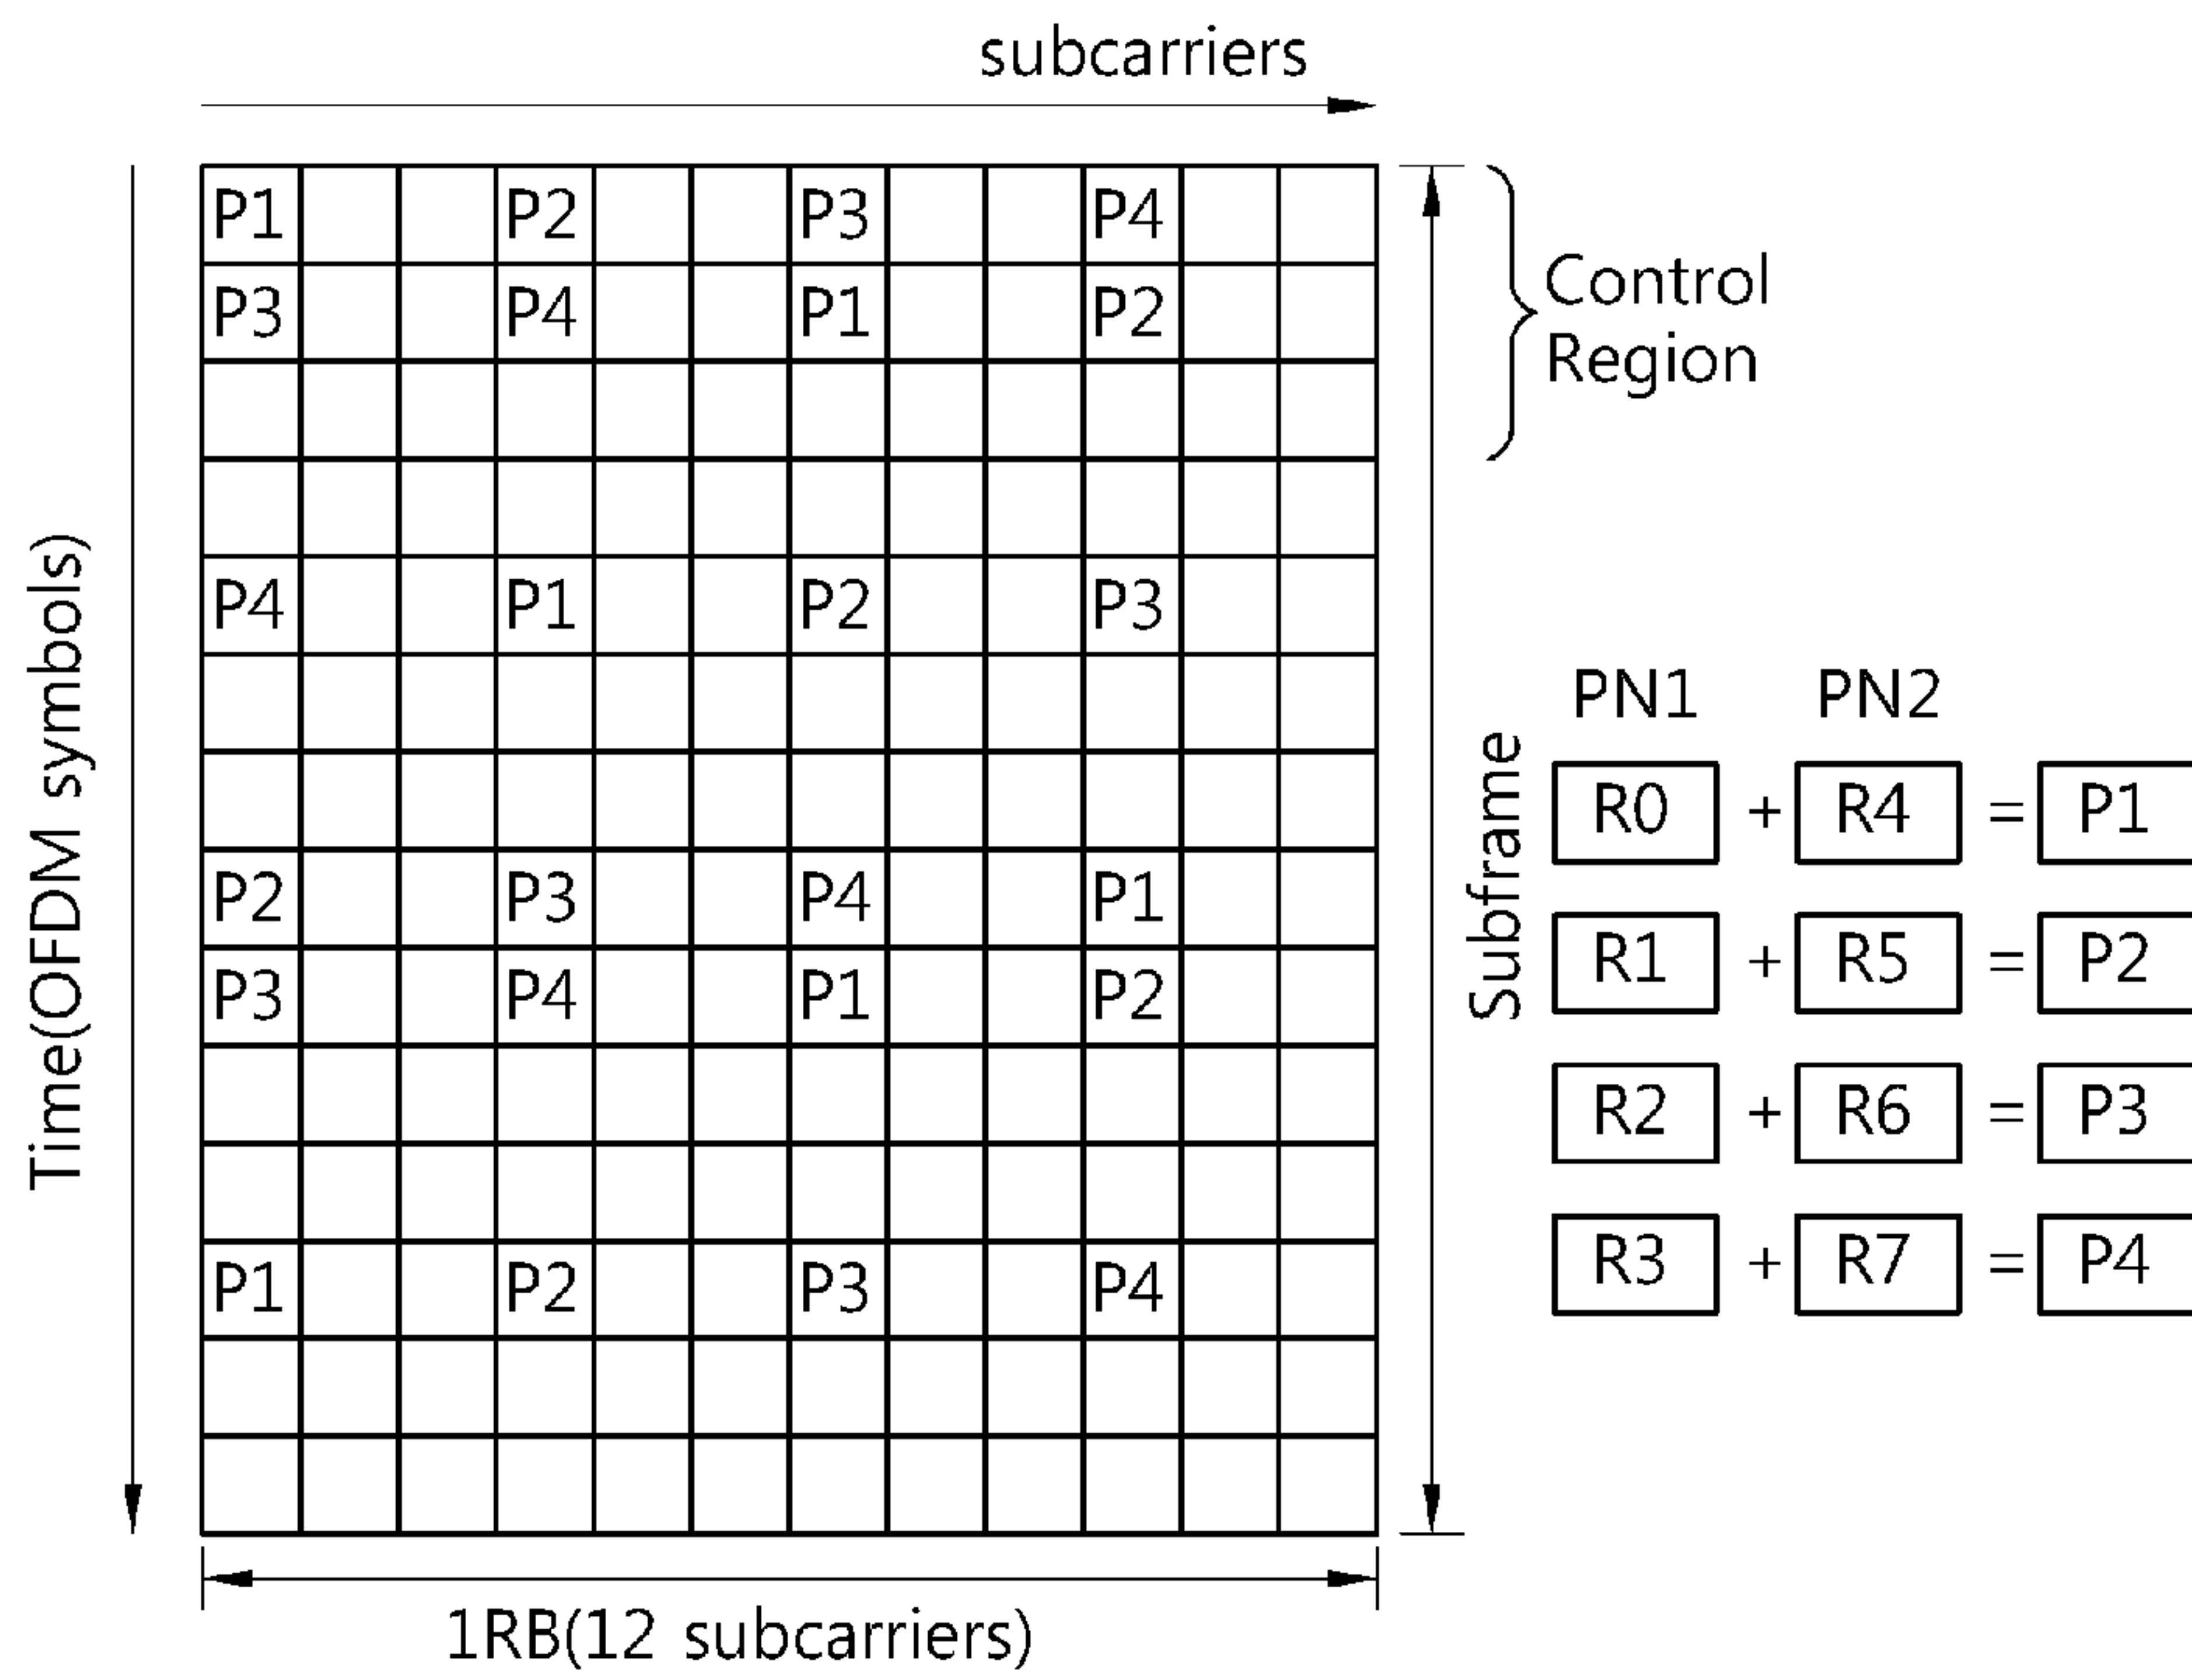 subcarriers
P1 P2 P3 P4
P3 P4 P1 P2
Control
Region
P4 P1 P2 P3
P2 P3 P4 P1
P3 P4 P1 P2
P1 P2 P3 P4
Time(OFDM symbols)
Subframe
PN1 PN2
R0 + R4 = P1
R1 + R5 = P2
R2 + R6 = P3
R3 + R7 = P4
1RB(12 subcarriers)